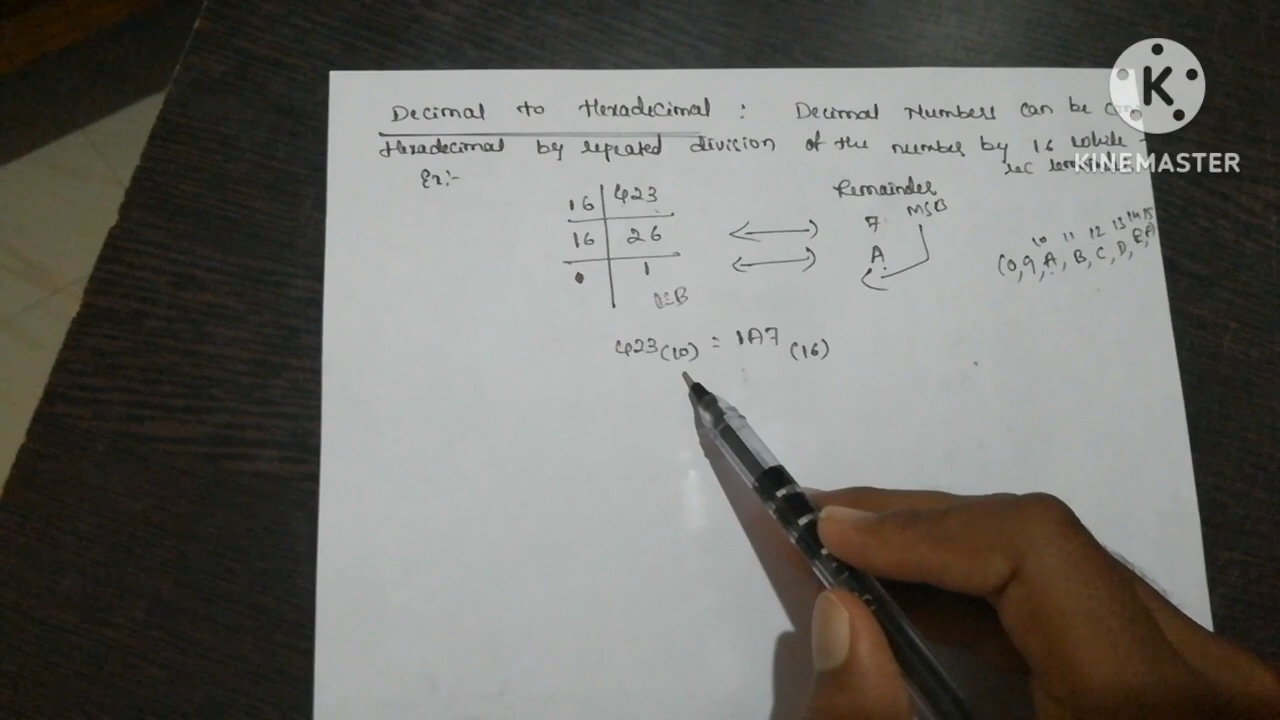 Decimal to Hexadecimal : Decimal Numbers can be
Hexadecimal by repeated division of the number by 16 while
Ex:-
Remainder
16 423 7 MSB
16 26 A
1
10 11 12 13 14 15
(0,9,A,B,C,D,E,
423(10) = 1A7 (16)
K
KINEMASTER